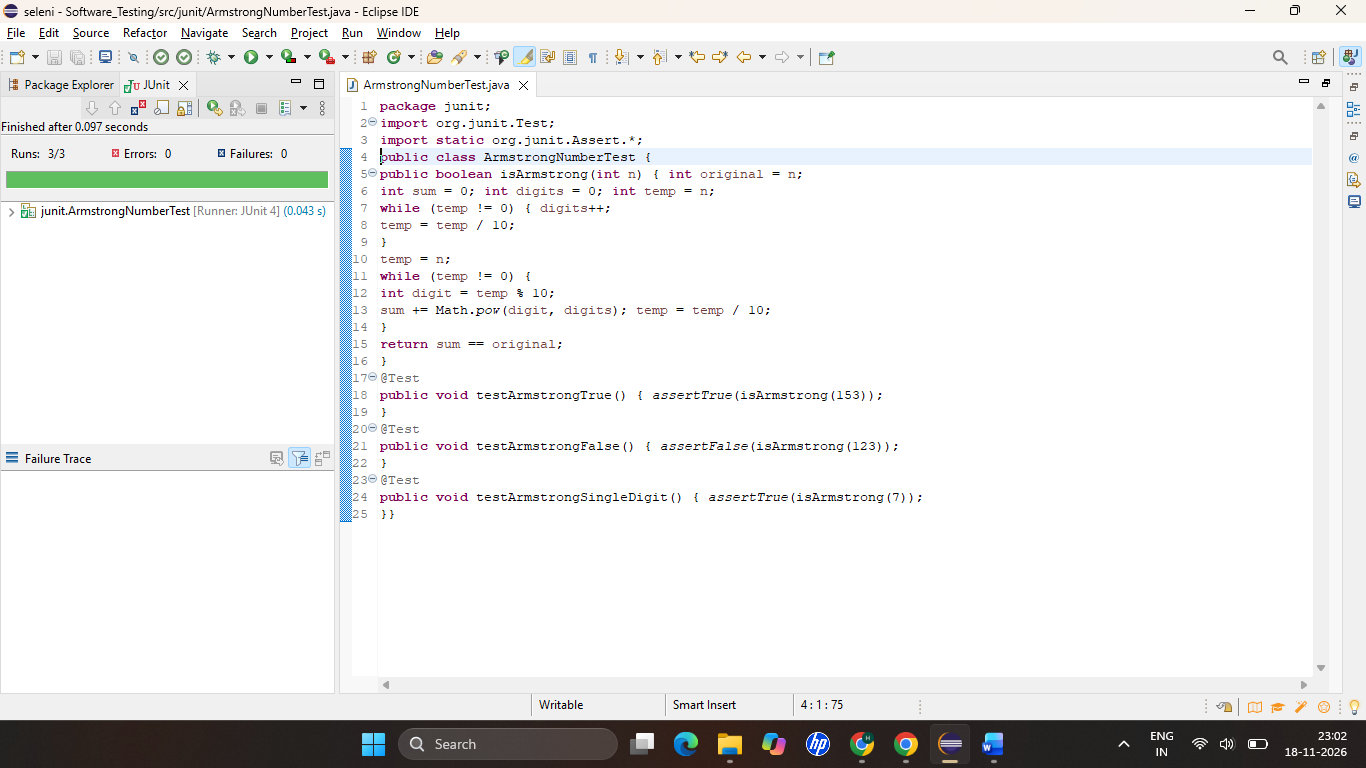 seleni - Software_Testing/src/junit/ArmstrongNumberTest.java - Eclipse IDE
File Edit Source Refactor Navigate Search Project Run Window Help
Package Explorer JUnit
Finished after 0.097 seconds
Runs: 3/3 Errors: 0 Failures: 0
junit.ArmstrongNumberTest [Runner: JUnit 4] (0.043 s)
Failure Trace
ArmstrongNumberTest.java
1 package junit;
2 import org.junit.Test;
3 import static org.junit.Assert.*;
4 public class ArmstrongNumberTest {
5 public boolean isArmstrong(int n) { int original = n;
6 int sum = 0; int digits = 0; int temp = n;
7 while (temp != 0) { digits++;
8 temp = temp / 10;
9 }
10 temp = n;
11 while (temp != 0) {
12 int digit = temp % 10;
13 sum += Math.pow(digit, digits); temp = temp / 10;
14 }
15 return sum == original;
16 }
17 @Test
18 public void testArmstrongTrue() { assertTrue(isArmstrong(153));
19 }
20 @Test
21 public void testArmstrongFalse() { assertFalse(isArmstrong(123));
22 }
23 @Test
24 public void testArmstrongSingleDigit() { assertTrue(isArmstrong(7));
25 }}
Writable Smart Insert 4 : 1 : 75
Search
ENG
IN
23:02
18-11-2026